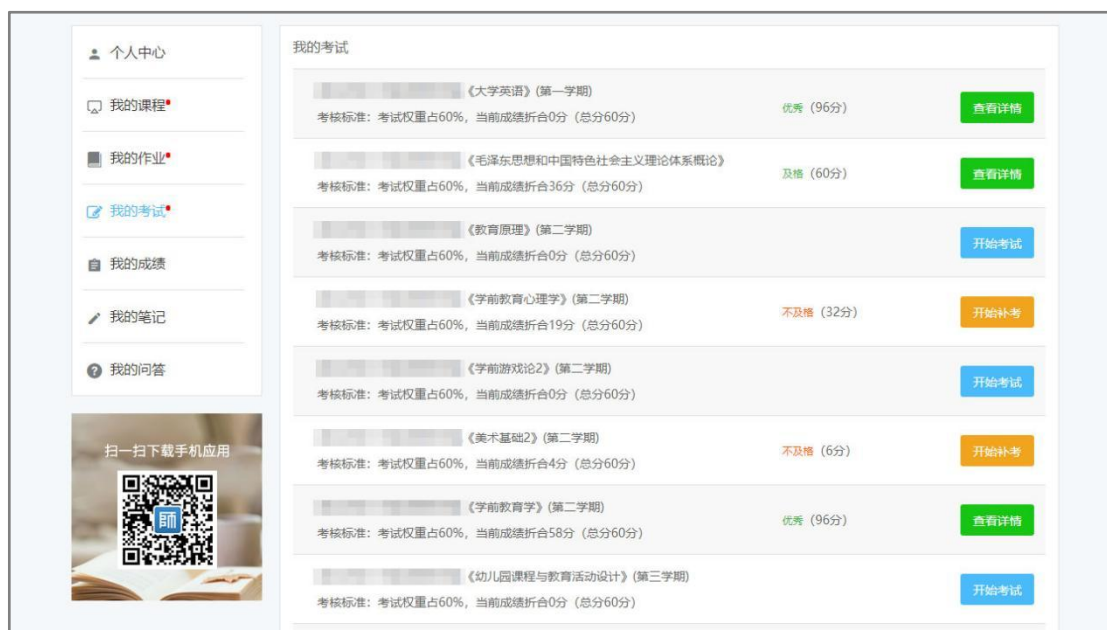 个人中心
我的课程
我的作业
我的考试
我的成绩
我的笔记
我的问答
扫一扫下载手机应用
師
我的考试
《大学英语》(第一学期)
考核标准：考试权重占60%，当前成绩折合0分（总分60分）
优秀（96分）
查看详情
《毛泽东思想和中国特色社会主义理论体系概论》
考核标准：考试权重占60%，当前成绩折合36分（总分60分）
及格（60分）
查看详情
《教育原理》(第二学期)
考核标准：考试权重占60%，当前成绩折合0分（总分60分）
开始考试
《学前教育心理学》(第二学期)
考核标准：考试权重占60%，当前成绩折合19分（总分60分）
不及格（32分）
开始补考
《学前游戏论2》(第二学期)
考核标准：考试权重占60%，当前成绩折合0分（总分60分）
开始考试
《美术基础2》(第二学期)
考核标准：考试权重占60%，当前成绩折合4分（总分60分）
不及格（6分）
开始补考
《学前教育学》(第二学期)
考核标准：考试权重占60%，当前成绩折合58分（总分60分）
优秀（96分）
查看详情
《幼儿园课程与教育活动设计》(第三学期)
考核标准：考试权重占60%，当前成绩折合0分（总分60分）
开始考试